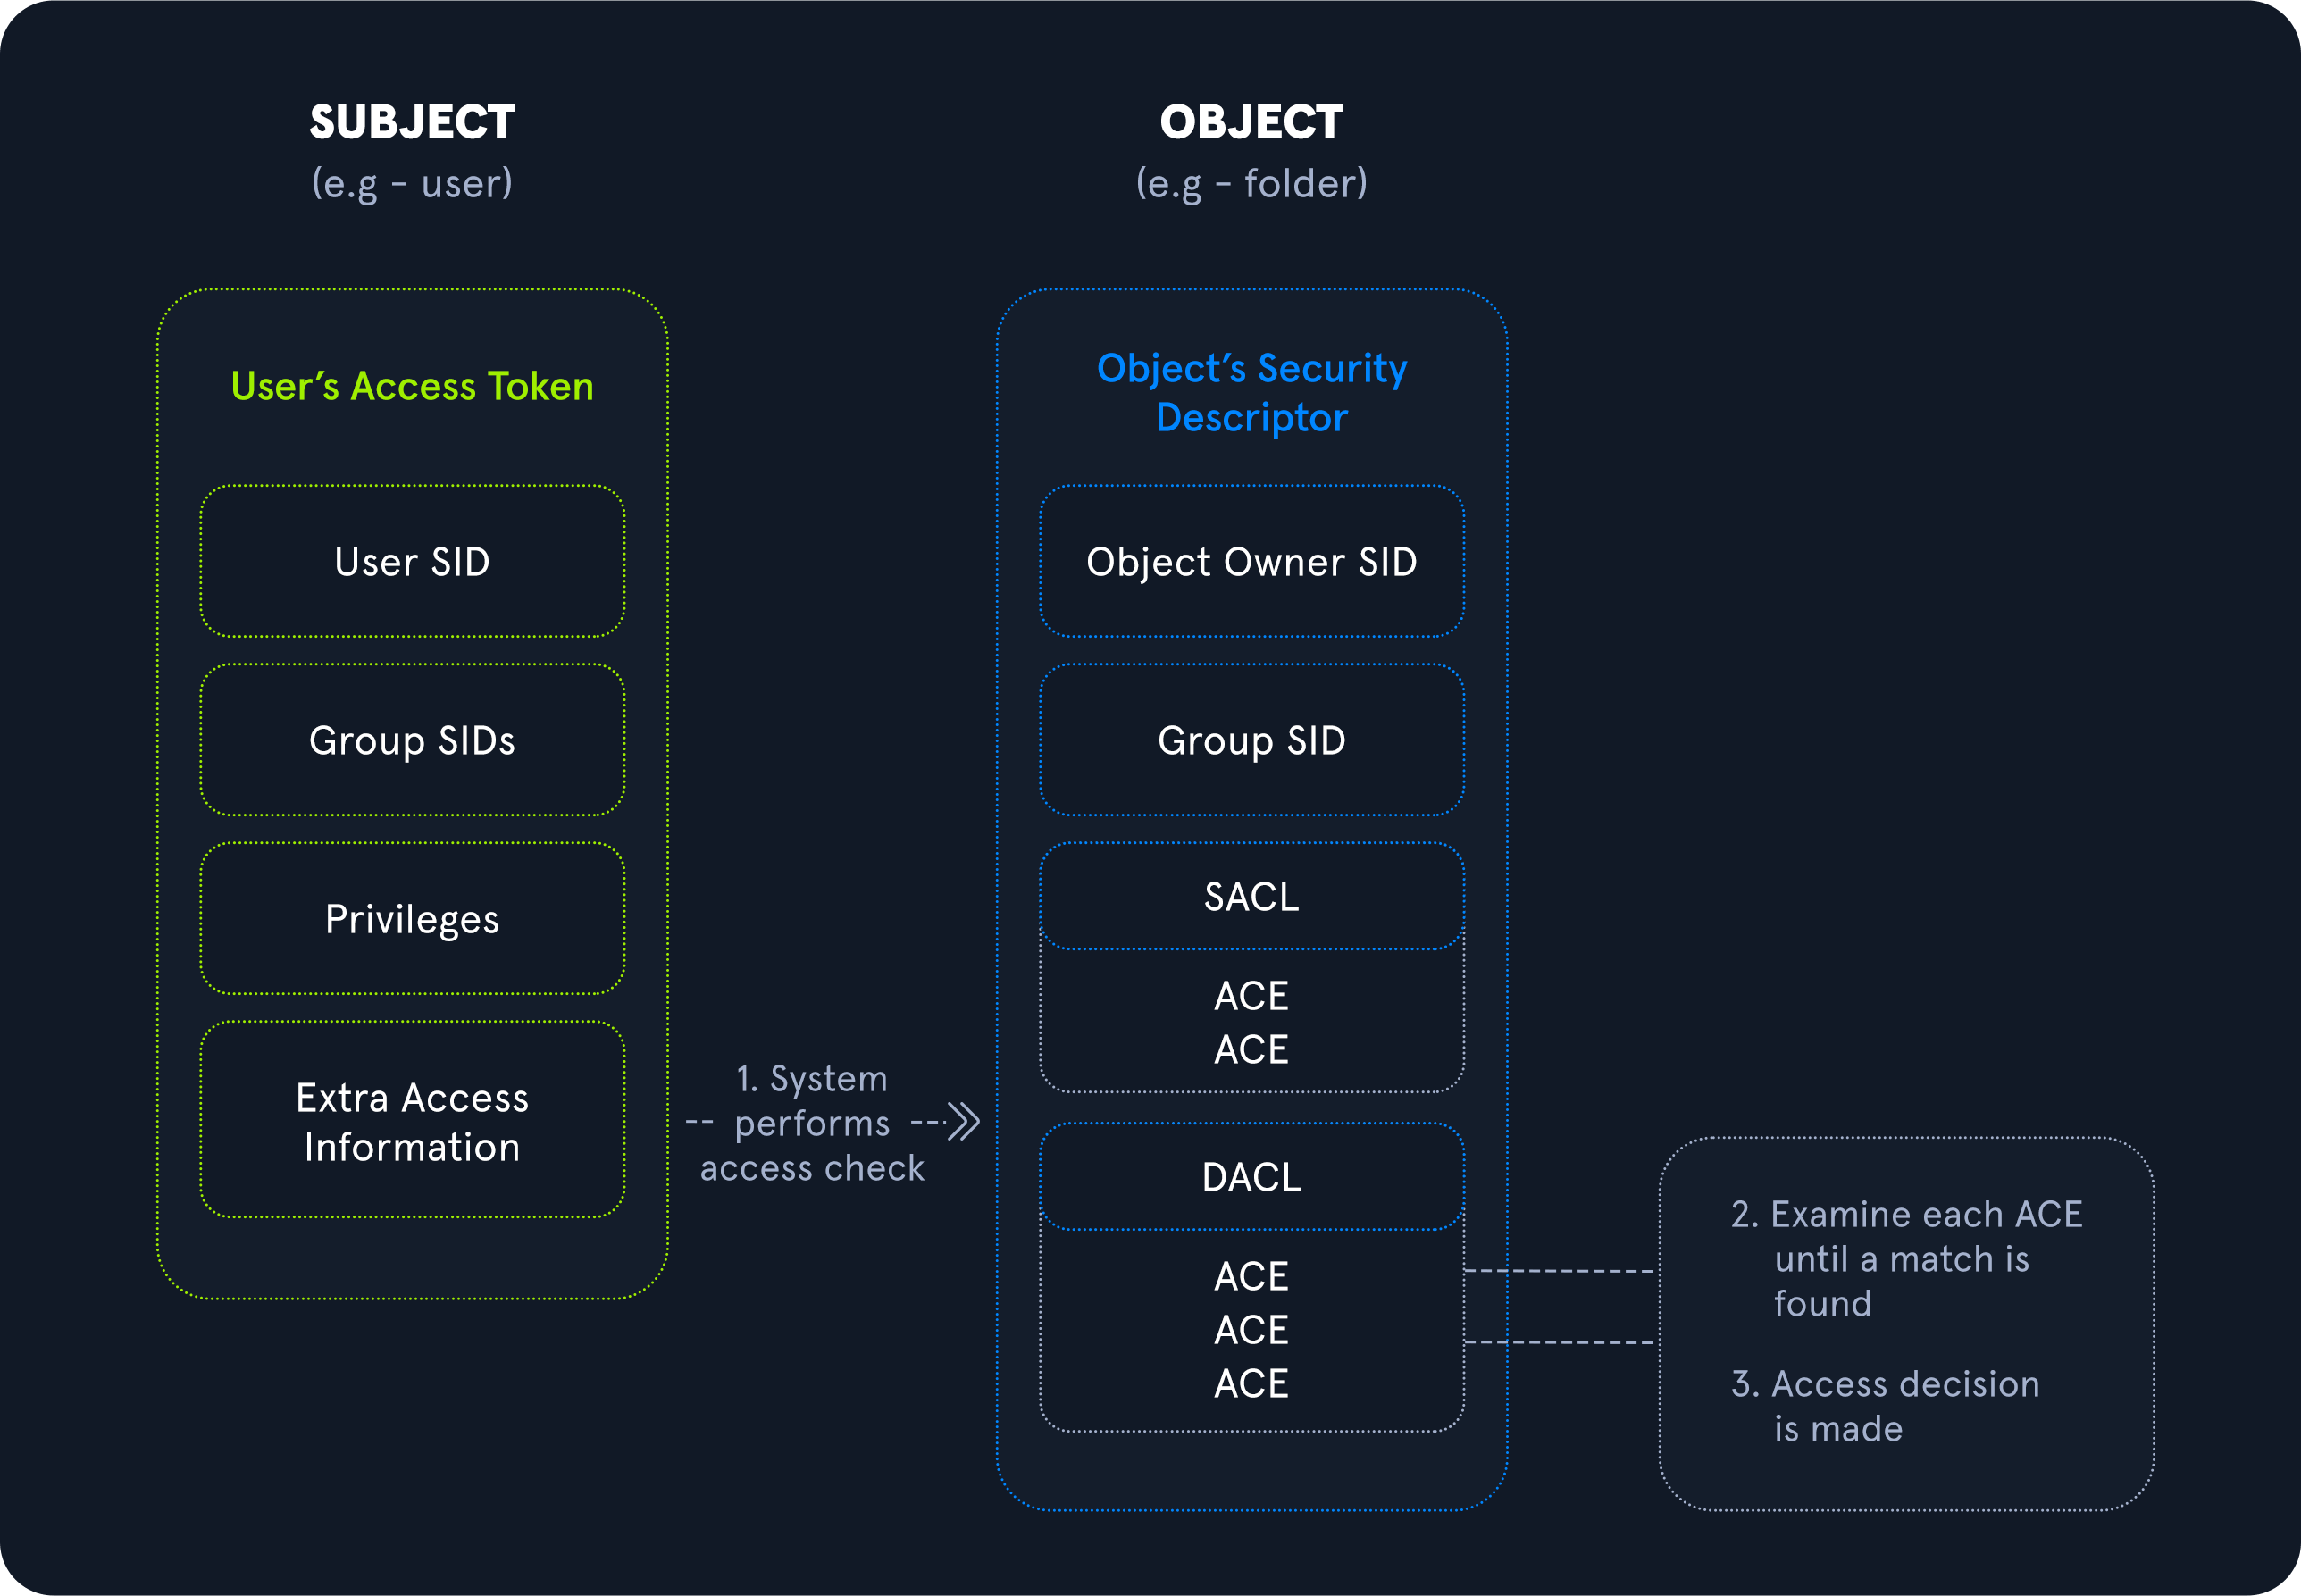 SUBJECT
(e.g – user)
User’s Access Token
User SID
Group SIDs
Privileges
Extra Access
Information
1. System
performs
access check
OBJECT
(e.g – folder)
Object’s Security
Descriptor
Object Owner SID
Group SID
SACL
ACE
ACE
DACL
ACE
ACE
ACE
2. Examine each ACE
until a match is
found
3. Access decision
is made